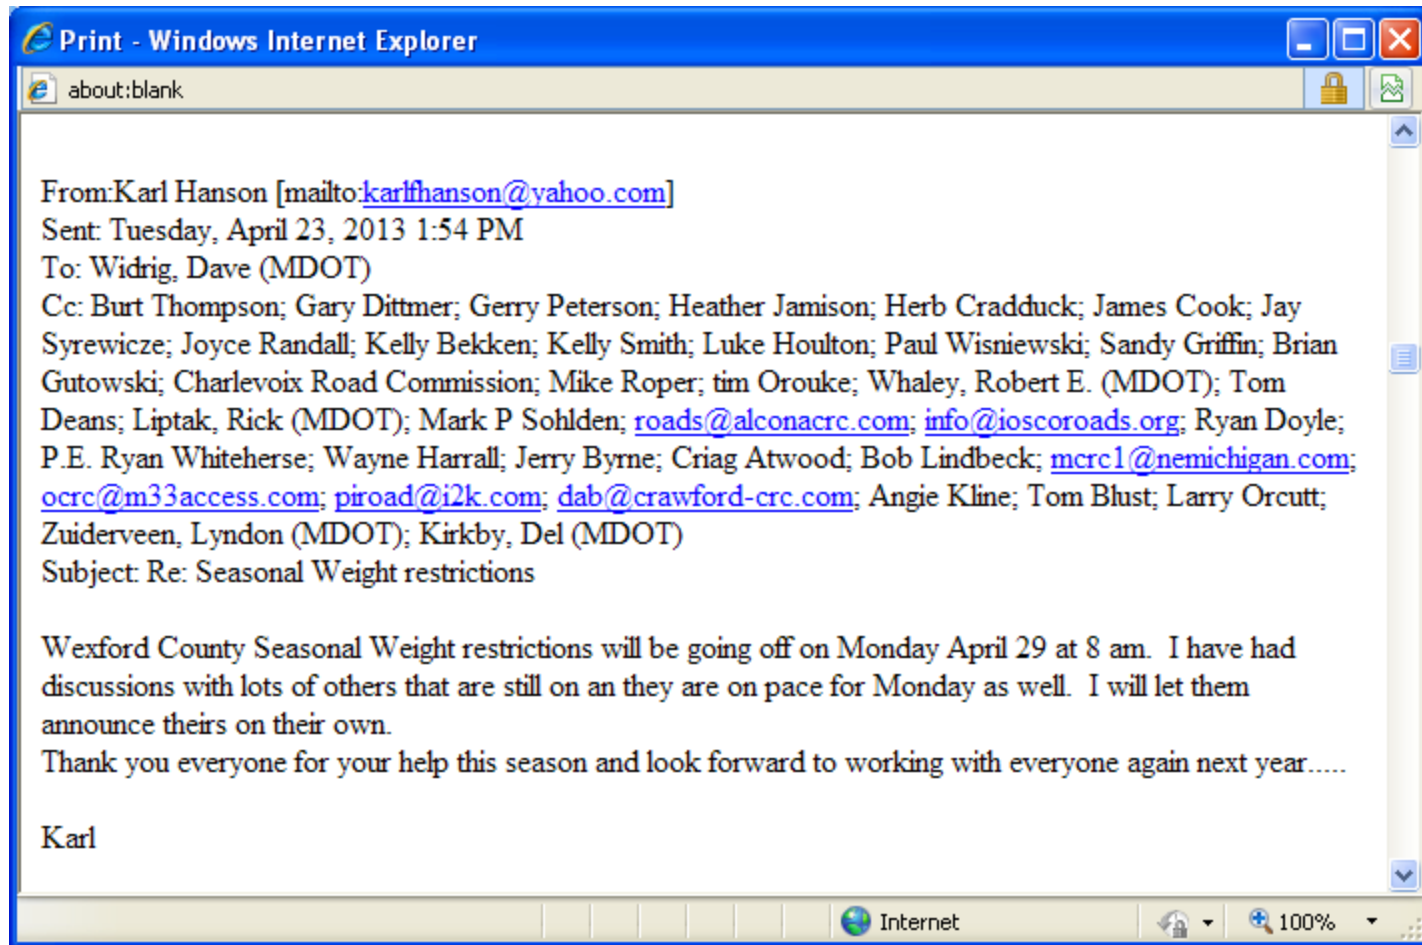 Print - Windows Internet Explorer
about:blank
From:Karl Hanson [mailto:karlfhanson@yahoo.com]
Sent: Tuesday, April 23, 2013 1:54 PM
To: Widrig, Dave (MDOT)
Cc: Burt Thompson; Gary Dittmer; Gerry Peterson; Heather Jamison; Herb Cradduck; James Cook; Jay
Syrewicze; Joyce Randall; Kelly Bekken; Kelly Smith; Luke Houlton; Paul Wisniewski; Sandy Griffin; Brian
Gutowski; Charlevoix Road Commission; Mike Roper; tim Orouke; Whaley, Robert E. (MDOT); Tom
Deans; Liptak, Rick (MDOT); Mark P Sohlden; roads@alconacrc.com; info@ioscoroads.org; Ryan Doyle;
P.E. Ryan Whiteherse; Wayne Harrall; Jerry Byrne; Criag Atwood; Bob Lindbeck; mcrc1@nemichigan.com;
ocrc@m33access.com; piroad@i2k.com; dab@crawford-crc.com; Angie Kline; Tom Blust; Larry Orcutt;
Zuiderveen, Lyndon (MDOT); Kirkby, Del (MDOT)
Subject: Re: Seasonal Weight restrictions
Wexford County Seasonal Weight restrictions will be going off on Monday April 29 at 8 am.  I have had
discussions with lots of others that are still on an they are on pace for Monday as well.  I will let them
announce theirs on their own.
Thank you everyone for your help this season and look forward to working with everyone again next year.....
Karl
Internet
100%